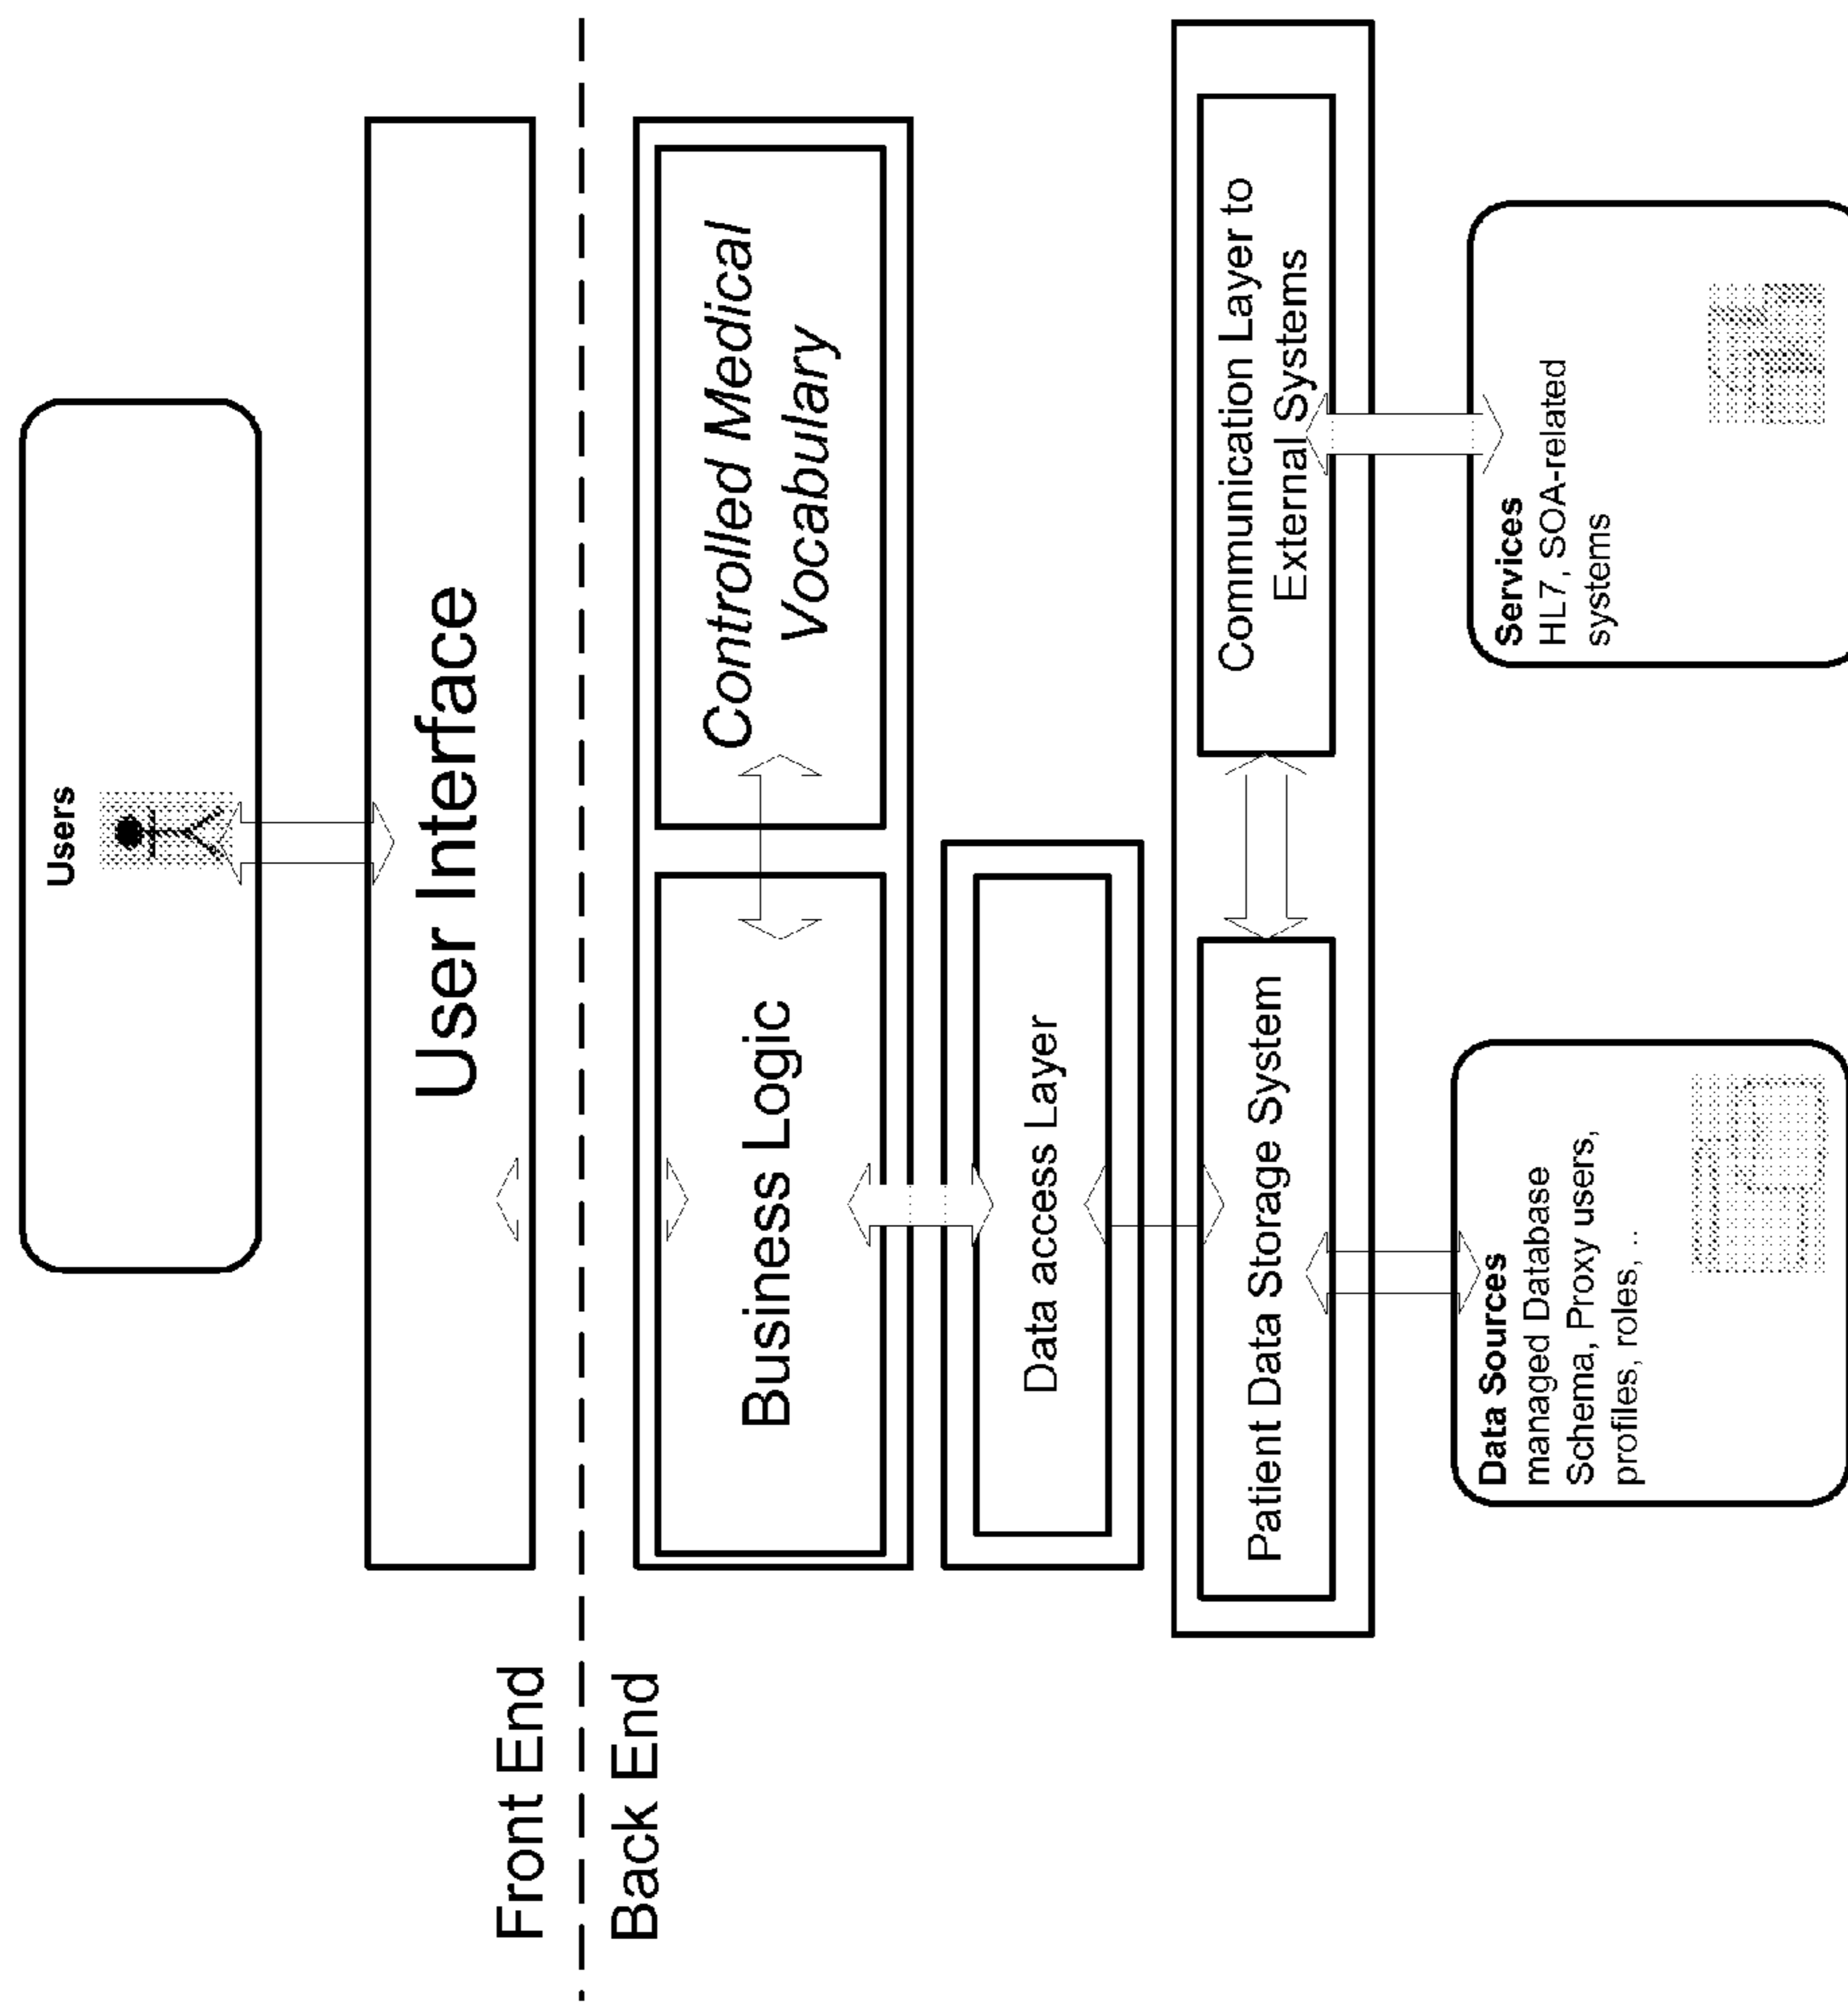 Users
User Interface
Front End
Back End
Business Logic
Controlled Medical
Vocabulary
Data access Layer
Patient Data Storage System
Communication Layer to
External Systems
Data Sources
managed Database
Schema, Proxy users,
profiles, roles, ..
Services
HL7, SOA-related
systems